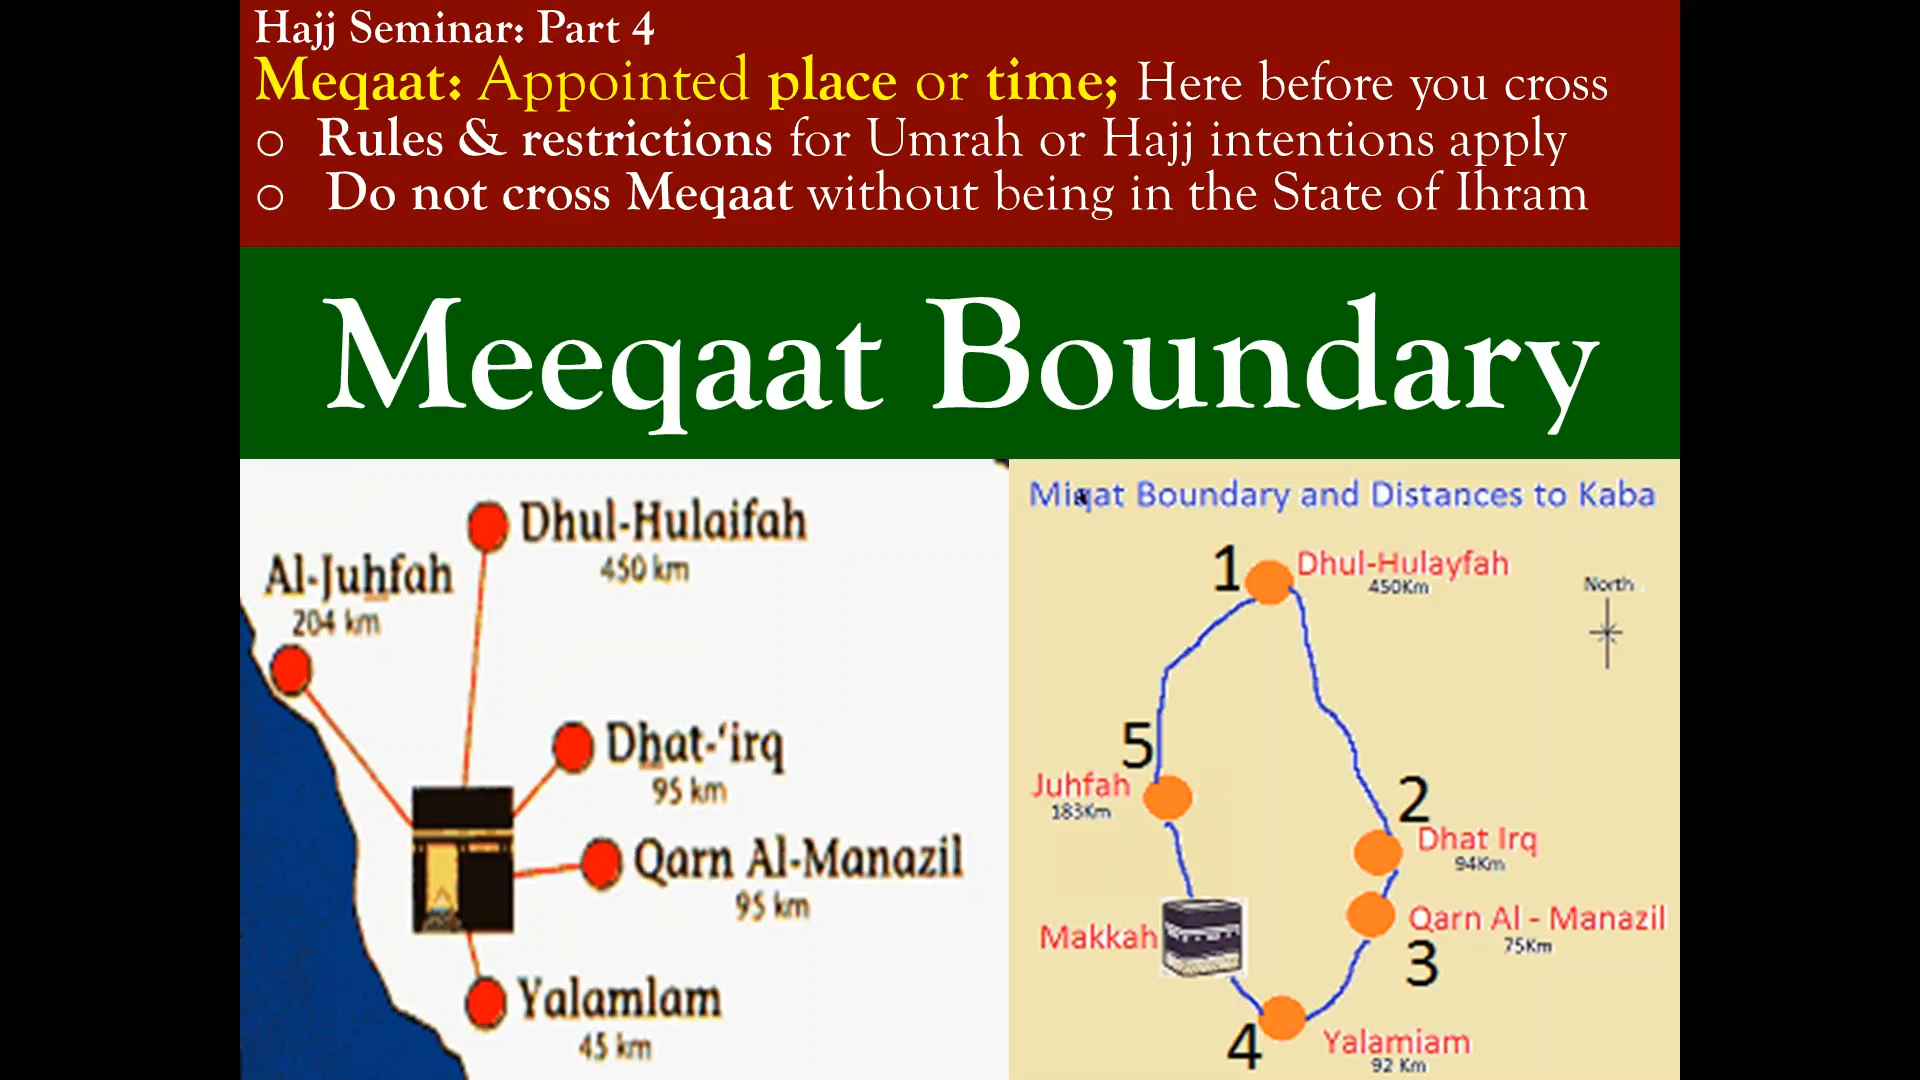 Hajj Seminar: Part 4
Meqaat: Appointed place or time; Here before you cross
o Rules & restrictions for Umrah or Hajj intentions apply
o Do not cross Meqaat without being in the State of Ihram
Meeqaat Boundary
Dhul-Hulaifah
450 km
Al-Juhfah
204 km
Dhat-‘irq
95 km
Qarn Al-Manazil
95 km
Yalamlam
45 km
Miqat Boundary and Distances to Kaba
1
Dhul-Hulayfah
450Km
North
5
Juhfah
183Km
2
Dhat Irq
94Km
Qarn Al - Manazil
75Km
3
Makkah
4
Yalamiam
92 Km